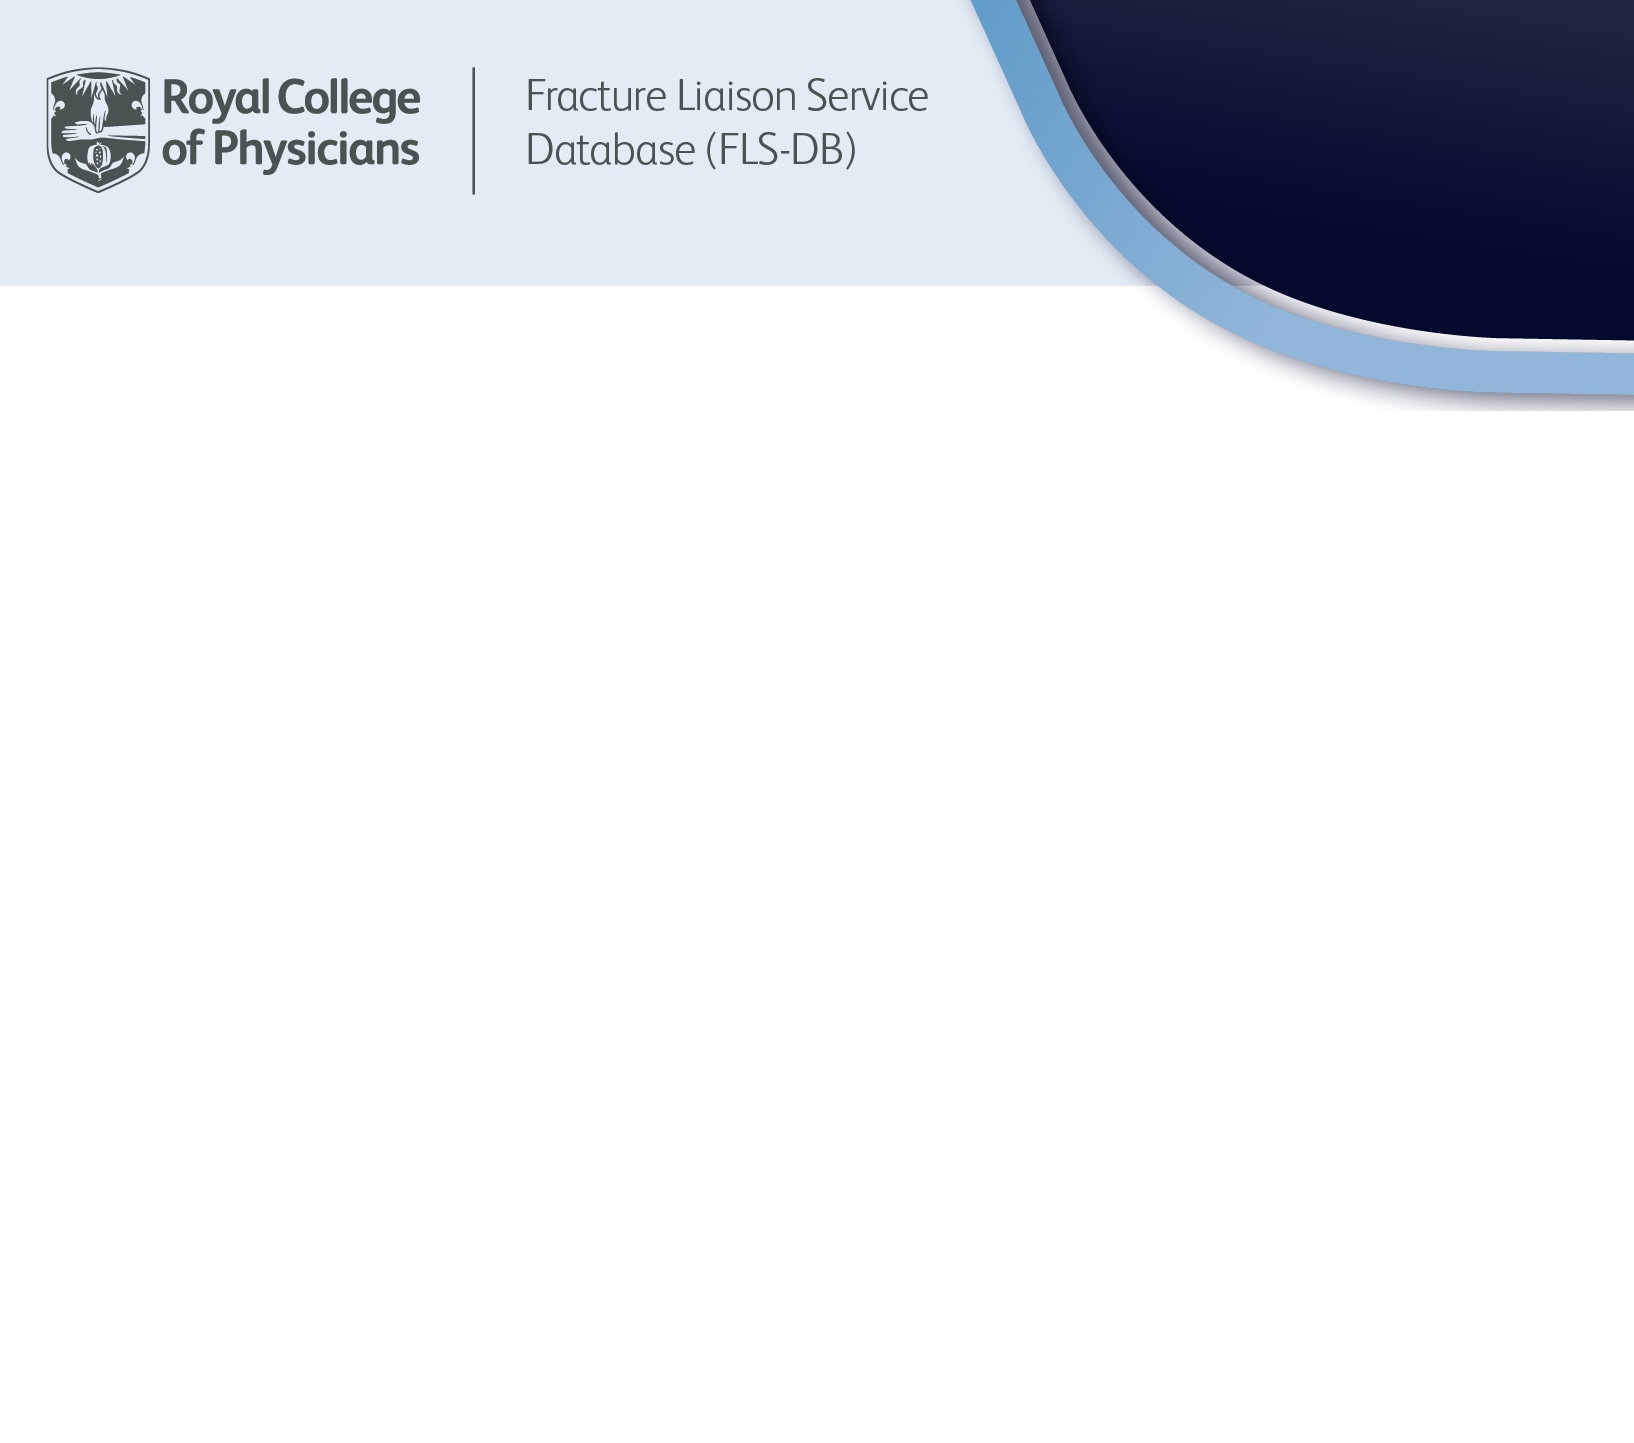 Royal College
of Physicians
Fracture Liaison Service
Database (FLS-DB)